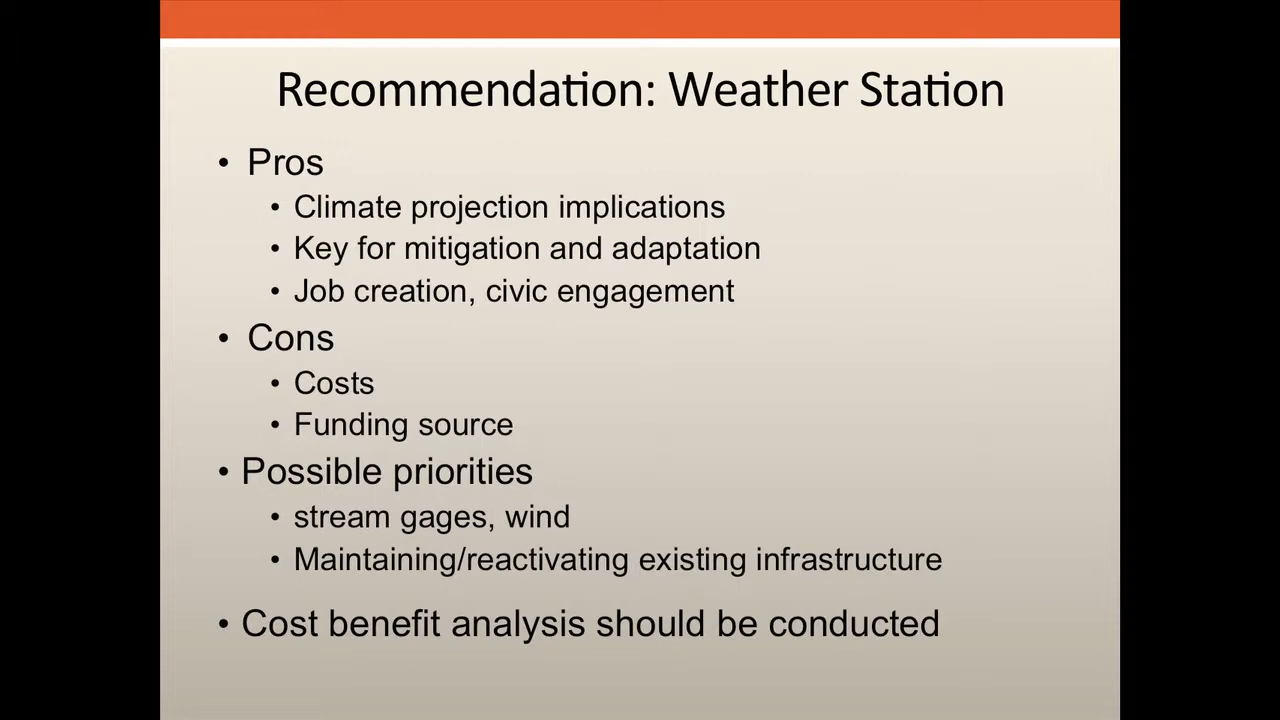 Recommendation: Weather Station
• Pros
• Climate projection implications
• Key for mitigation and adaptation
• Job creation, civic engagement
• Cons
• Costs
• Funding source
• Possible priorities
• stream gages, wind
• Maintaining/reactivating existing infrastructure
• Cost benefit analysis should be conducted